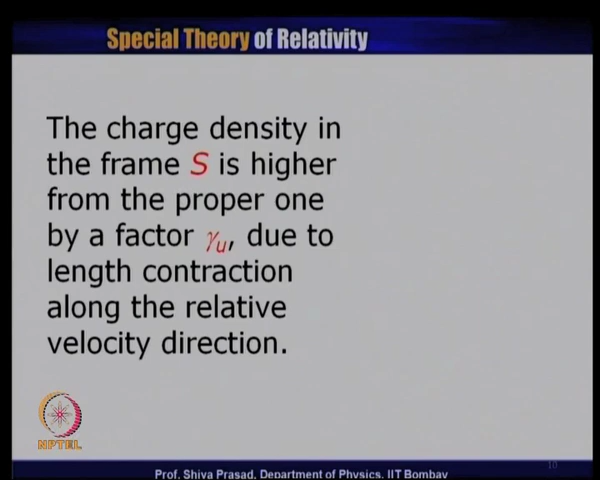 Special Theory of Relativity
The charge density in
the frame S is higher
from the proper one
by a factor γu, due to
length contraction
along the relative
velocity direction.
NPTEL
10
Prof. Shiva Prasad, Department of Physics, IIT Bombay